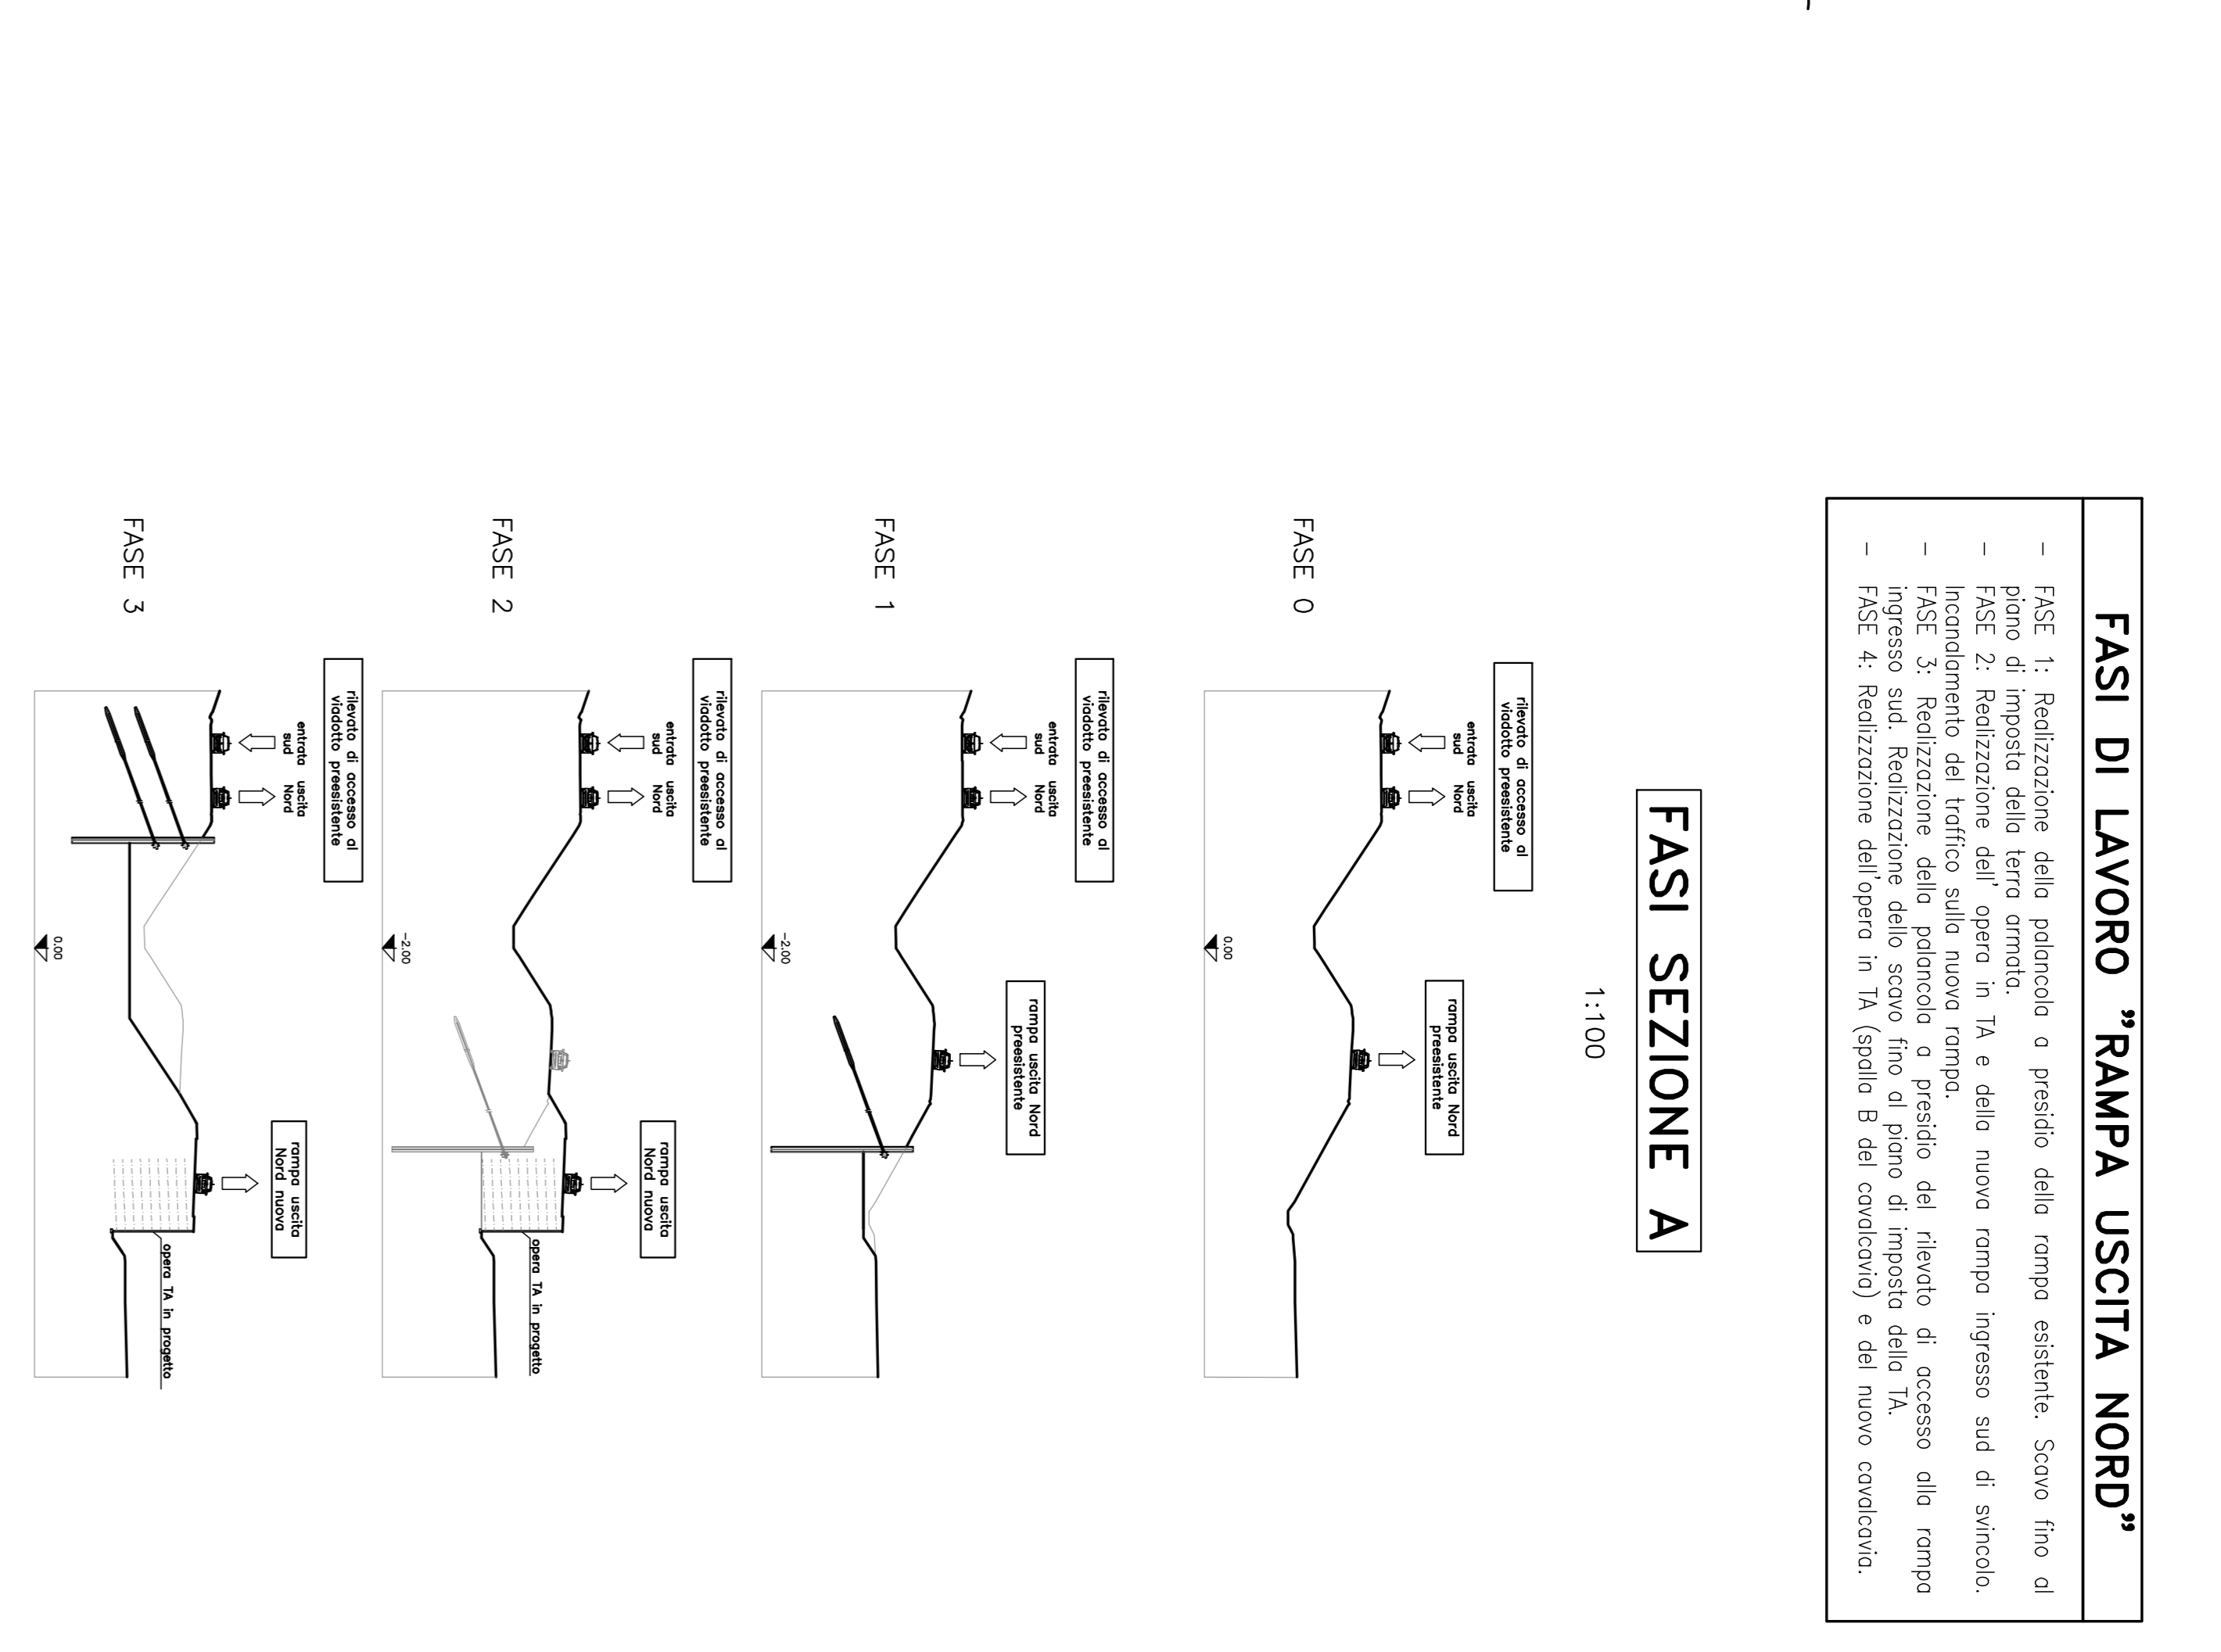 FASI DI LAVORO "RAMPA USCITA NORD"
- FASE 1: Realizzazione della palancola a presidio della rampa esistente. Scavo fino al
piano di imposta della terra armata.
- FASE 2: Realizzazione dell' opera in TA e della nuova rampa ingresso sud di svincolo.
Incanalamento del traffico sulla nuova rampa.
- FASE 3: Realizzazione della palancola a presidio del rilevato di accesso alla rampa
ingresso sud. Realizzazione dello scavo fino al piano di imposta della TA.
- FASE 4: Realizzazione dell'opera in TA (spalla B del cavalcavia) e del nuovo cavalcavia.
FASI SEZIONE A
1:100
rilevato di accesso al
viadotto preesistente
entrata
sud
uscita
Nord
rampa uscita Nord
preesistente
FASE 0
0.00
rilevato di accesso al
viadotto preesistente
entrata
sud
uscita
Nord
rampa uscita Nord
preesistente
FASE 1
-2.00
rilevato di accesso al
viadotto preesistente
entrata
sud
uscita
Nord
rampa uscita
Nord nuova
opera TA in progetto
FASE 2
-2.00
rilevato di accesso al
viadotto preesistente
entrata
sud
uscita
Nord
rampa uscita
Nord nuova
opera TA in progetto
FASE 3
0.00